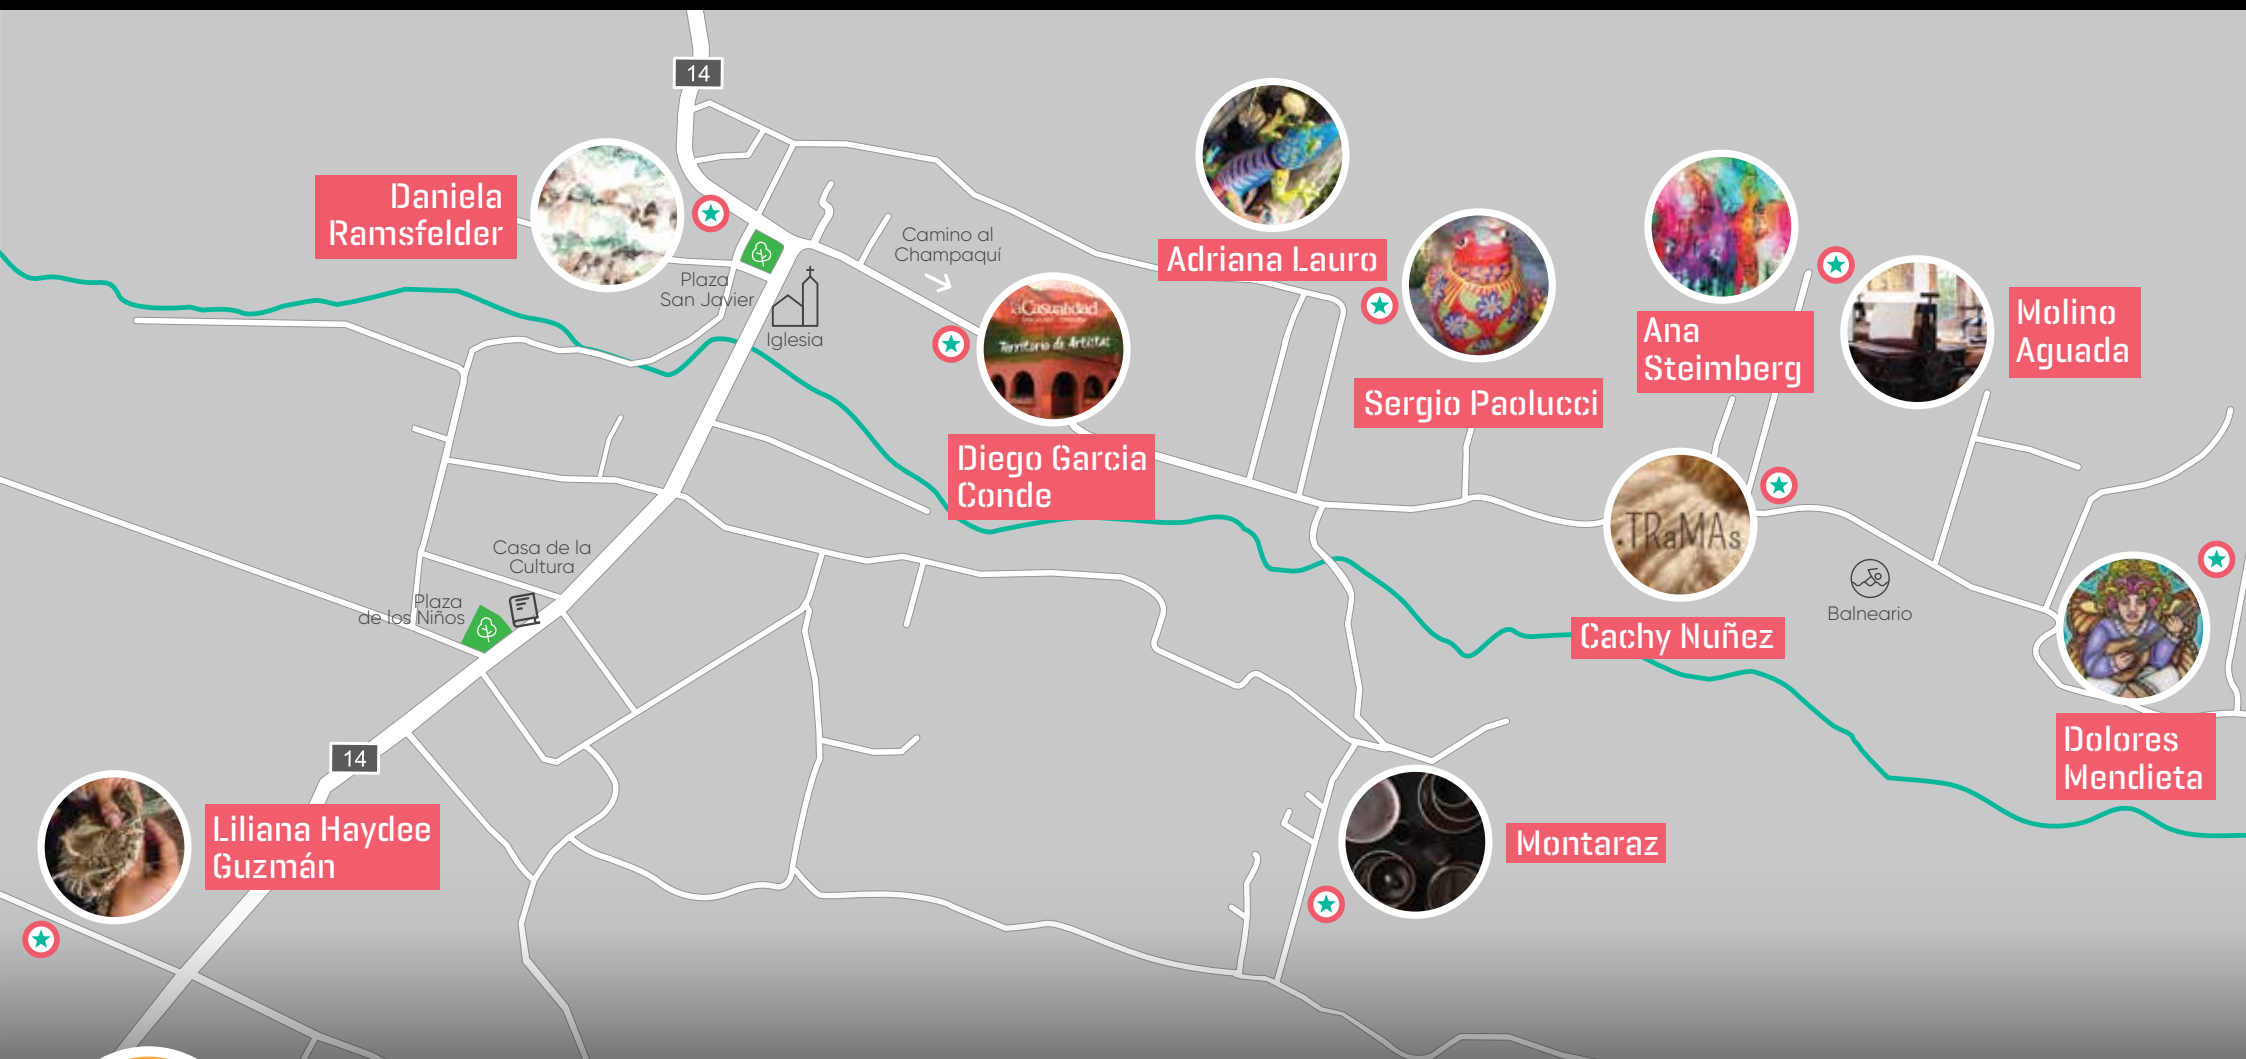 14
Daniela
Ramsfelder
Plaza
San Javier
Iglesia
Camino al
Champaquí
la Casualidad
Territorio de Artistas
Diego Garcia
Conde
Adriana Lauro
Sergio Paolucci
Ana
Steimberg
Molino
Aguada
.TRaMAs
Cachy Nuñez
Balneario
Dolores
Mendieta
Casa de la
Cultura
Plaza
de los Niños
14
Liliana Haydee
Guzmán
Montaraz